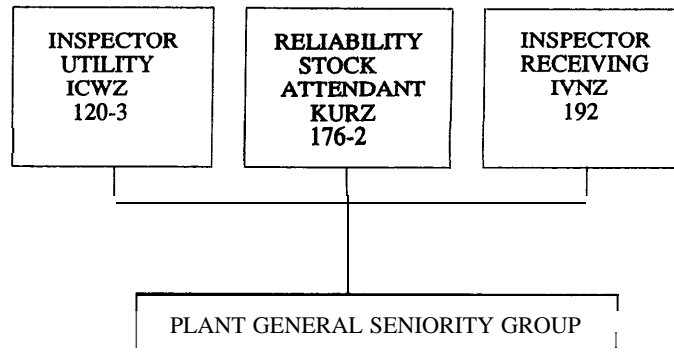 INSPECTOR
UTILITY
ICWZ
120-3
RELIABILITY
STOCK
ATTENDANT
KURZ
176-2
INSPECTOR
RECEIVING
IVNZ
192
PLANT GENERAL SENIORITY GROUP